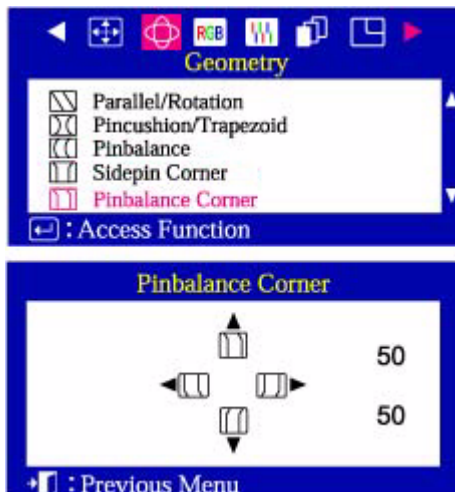 RGB
Geometry
Parallel/Rotation
Pincushion/Trapezoid
Pinbalance
Sidepin Corner
Pinbalance Corner
: Access Function
Pinbalance Corner
50
50
: Previous Menu